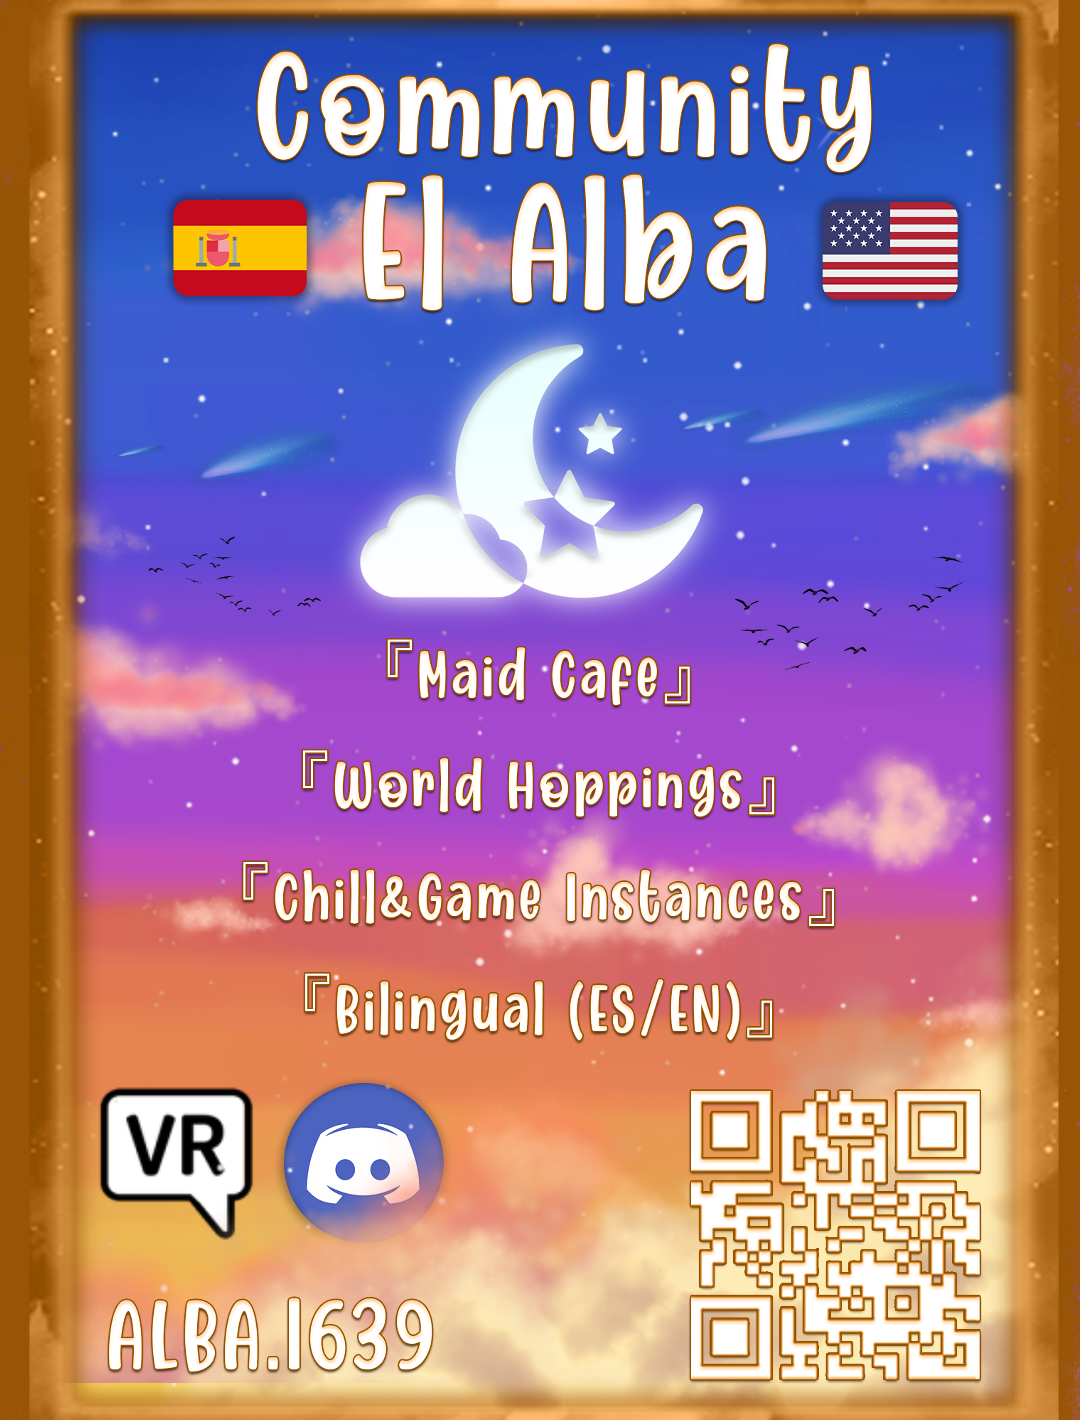 Community
El Alba
『Maid Cafe』
『World Hoppings』
『Chill&Game Instances』
『Bilingual (ES/EN)』
VR
ALBA.1639